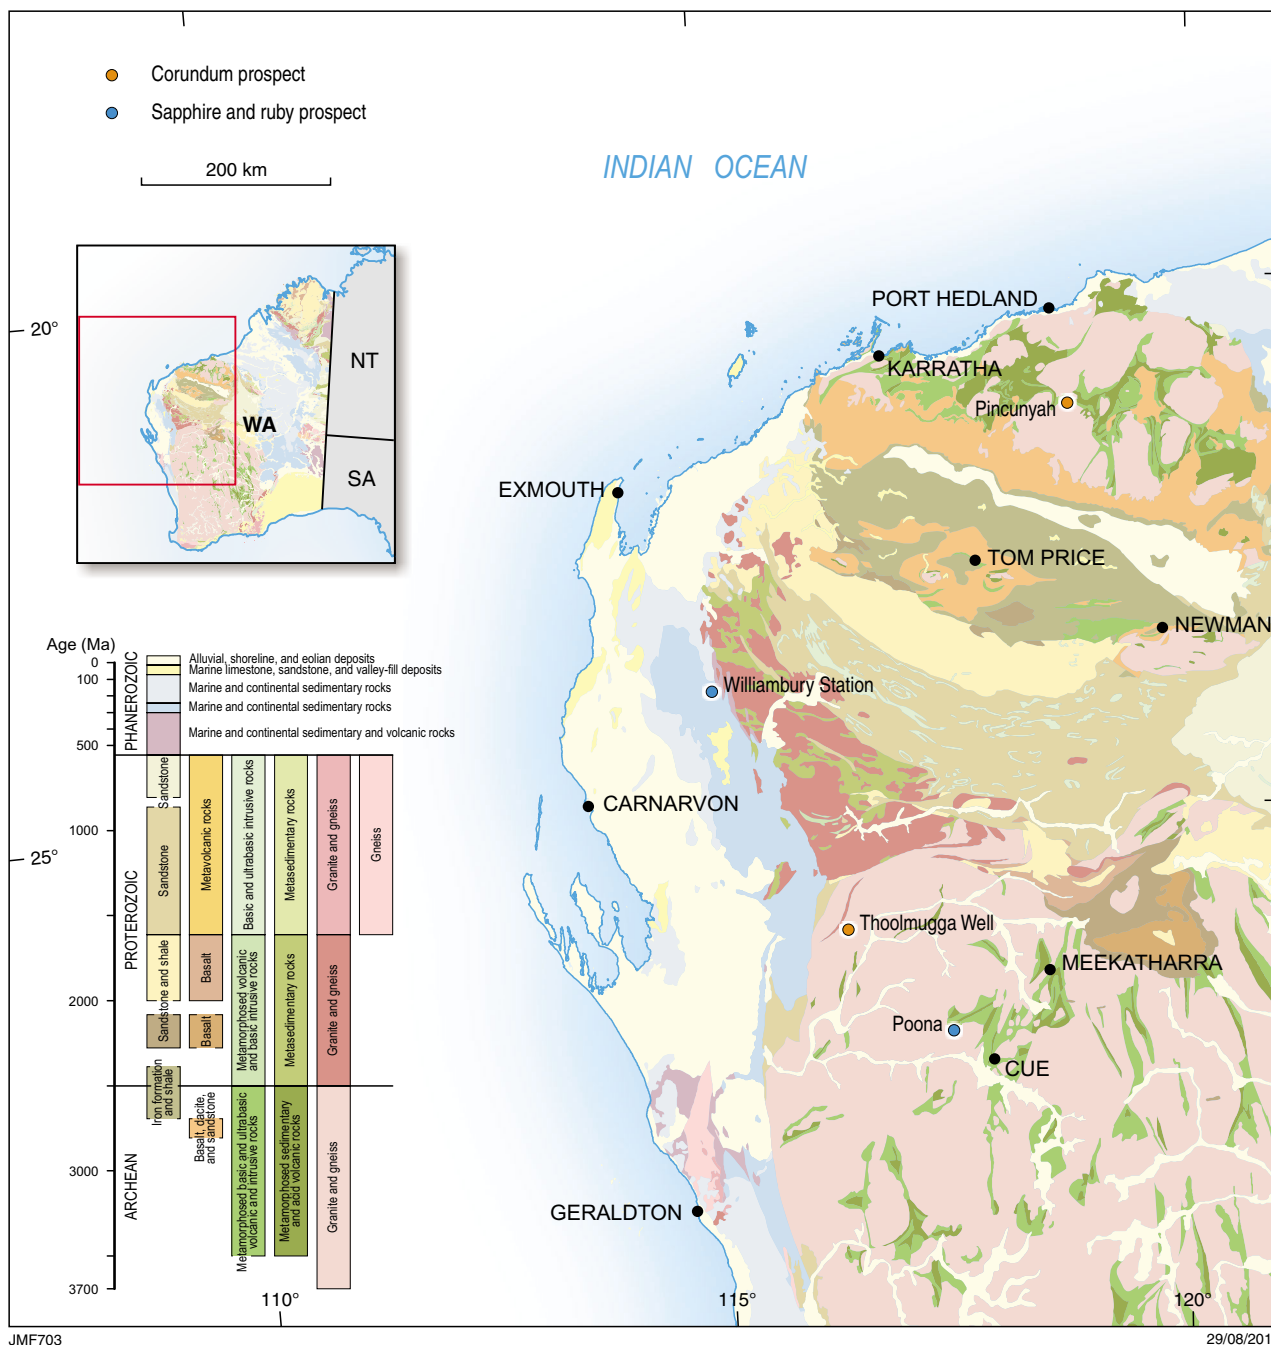 Corundum prospect
Sapphire and ruby prospect
200 km
INDIAN OCEAN
NT
WA
SA
20°
25°
110°
115°
120°
PORT HEDLAND
KARRATHA
Pincunyah
EXMOUTH
TOM PRICE
NEWMAN
Williambury Station
CARNARVON
Thoolmugga Well
MEEKATHARRA
Poona
CUE
GERALDTON
Age (Ma)
0
100
500
1000
2000
3000
3700
PHANEROZOIC
PROTEROZOIC
ARCHEAN
Alluvial, shoreline, and eolian deposits
Marine limestone, sandstone, and valley-fill deposits
Marine and continental sedimentary rocks
Marine and continental sedimentary rocks
Marine and continental sedimentary and volcanic rocks
Sandstone
Sandstone
Sandstone and shale
Sandstone and shale
Iron formation
and shale
Metavolcanic rocks
Basalt
Basalt
Basalt, dacite,
and sandstone
Basic and ultrabasic intrusive rocks
Metamorphosed volcanic
and basic intrusive rocks
Metamorphosed basic and ultrabasic
volcanic and intrusive rocks
Metasedimentary rocks
Metasedimentary rocks
Metamorphosed sedimentary
and acid volcanic rocks
Granite and gneiss
Granite and gneiss
Granite and gneiss
Gneiss
JMF703
29/08/201